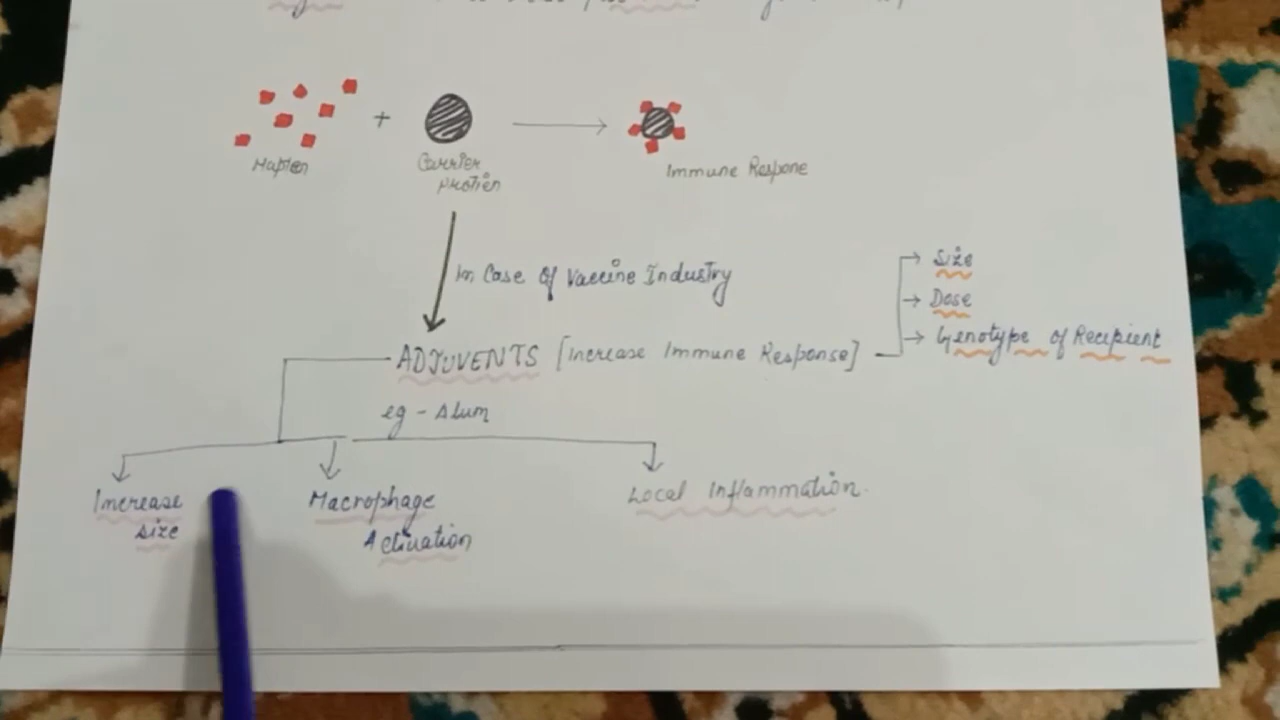 Hapten
+
Carrier
protien
Immune Respone
In Case of Vaccine Industry
Size
Dose
Genotype of Recipient
ADJUVENTS [Increase Immune Response]
eg - Alum
Increase
size
Macrophage
Activation
Local Inflammation.